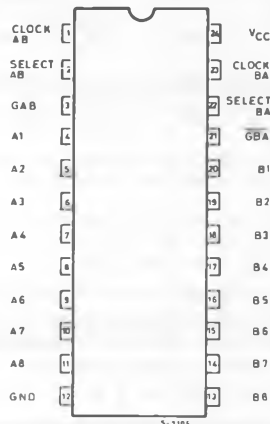 CLOCK AB 1 24 VCC
SELECT AB 2 23 CLOCK BA
GAB 3 22 SELECT BA
A1 4 21 GBA
A2 5 20 B1
A3 6 19 B2
A4 7 18 B3
A5 8 17 B4
A6 9 16 B5
A7 10 15 B6
A8 11 14 B7
GND 12 13 B8